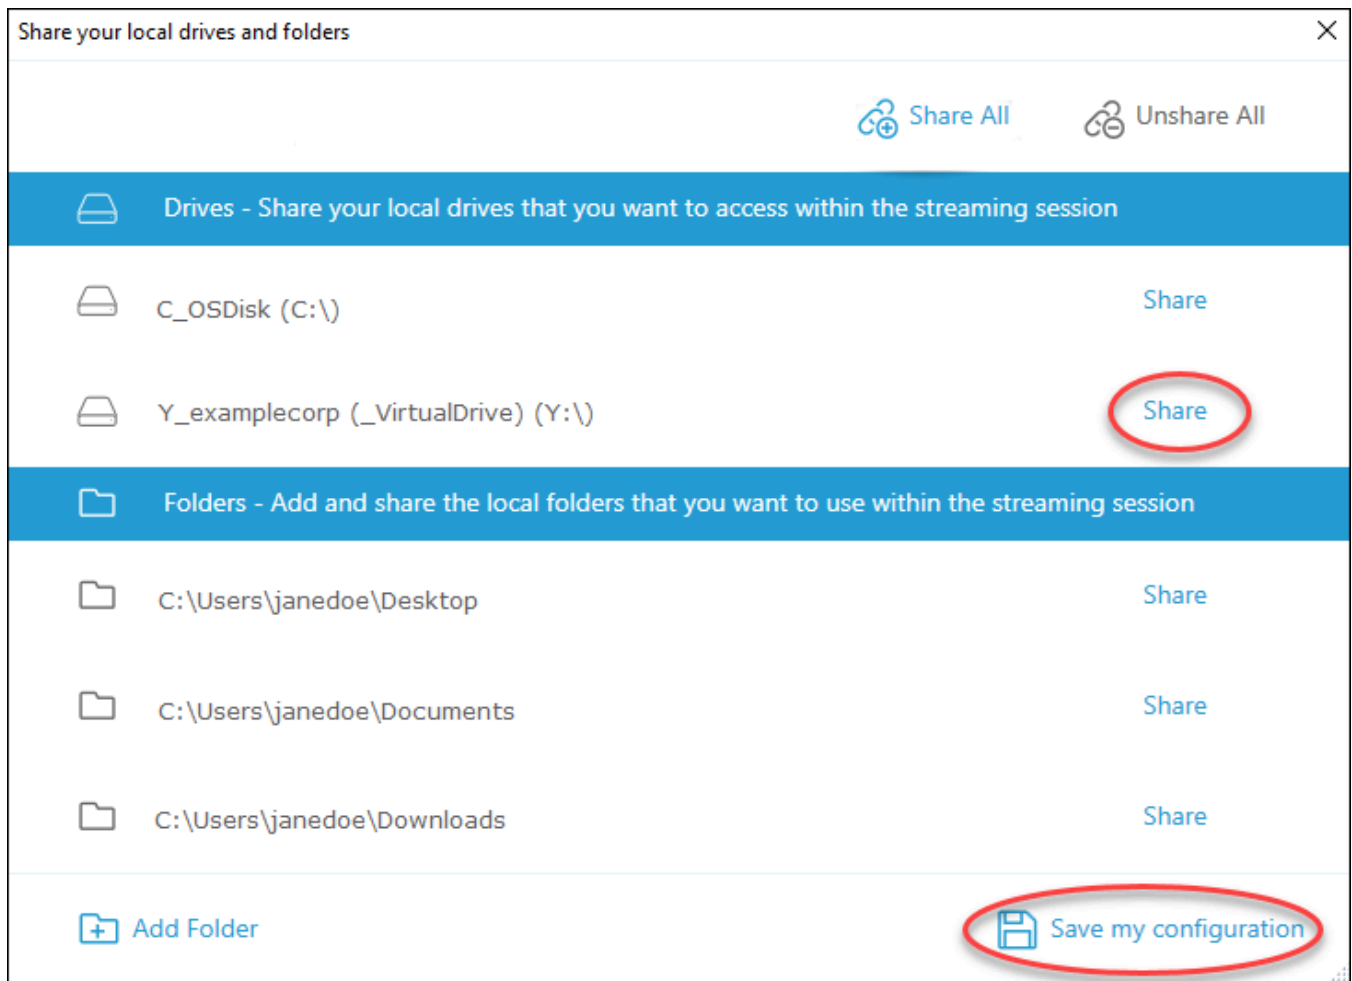 Share your local drives and folders
Share All
Unshare All
Drives - Share your local drives that you want to access within the streaming session
C_OSDisk (C:\)
Share
Y_examplecorp (_VirtualDrive) (Y:\)
Share
Folders - Add and share the local folders that you want to use within the streaming session
C:\Users\janedoe\Desktop
Share
C:\Users\janedoe\Documents
Share
C:\Users\janedoe\Downloads
Share
Add Folder
Save my configuration